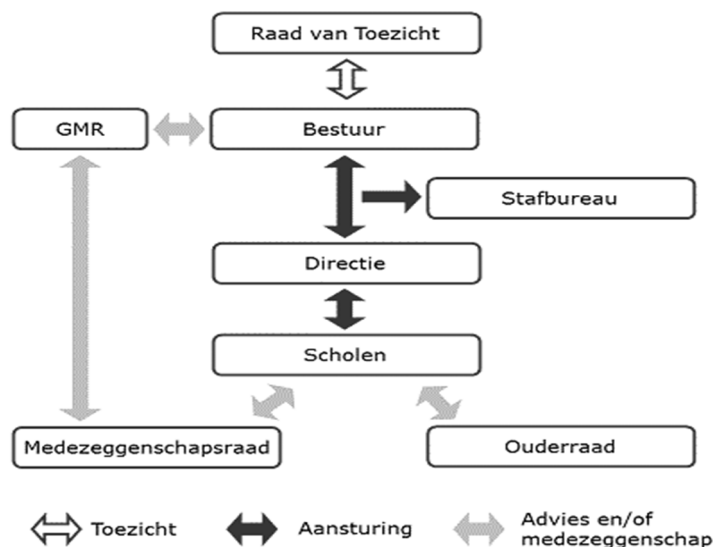 Raad van Toezicht
GMR
Bestuur
Stafbureau
Directie
Scholen
Medezeggenschapsraad
Ouderraad
Toezicht
Aansturing
Advies en/of
medezeggenschap